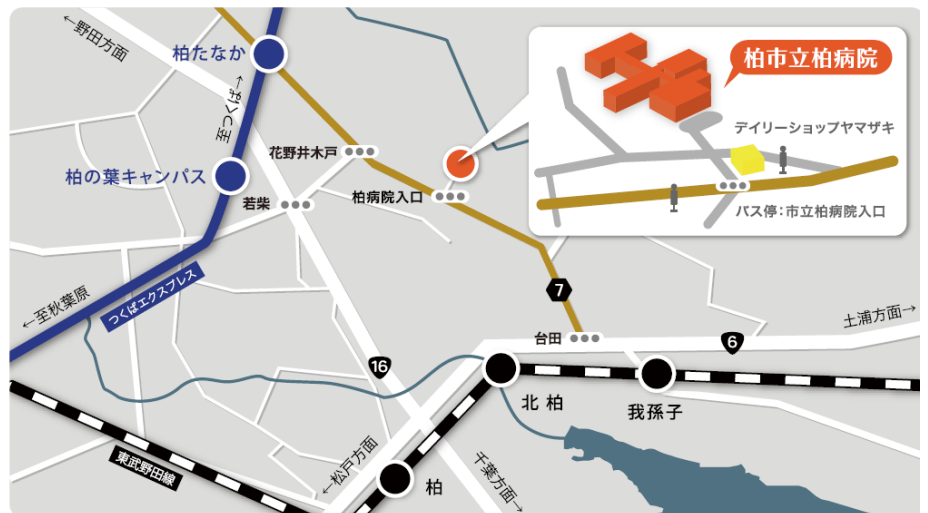 ←野田方面
柏たなか
至つくば→
柏の葉キャンパス
花野井木戸
若柴
柏病院入口
柏市立柏病院
デイリーショップヤマザキ
バス停：市立柏病院入口
←至秋葉原
つくばエクスプレス
7
台田
6
土浦方面→
16
北柏
我孫子
←松戸方面
柏
千葉方面→
東武野田線